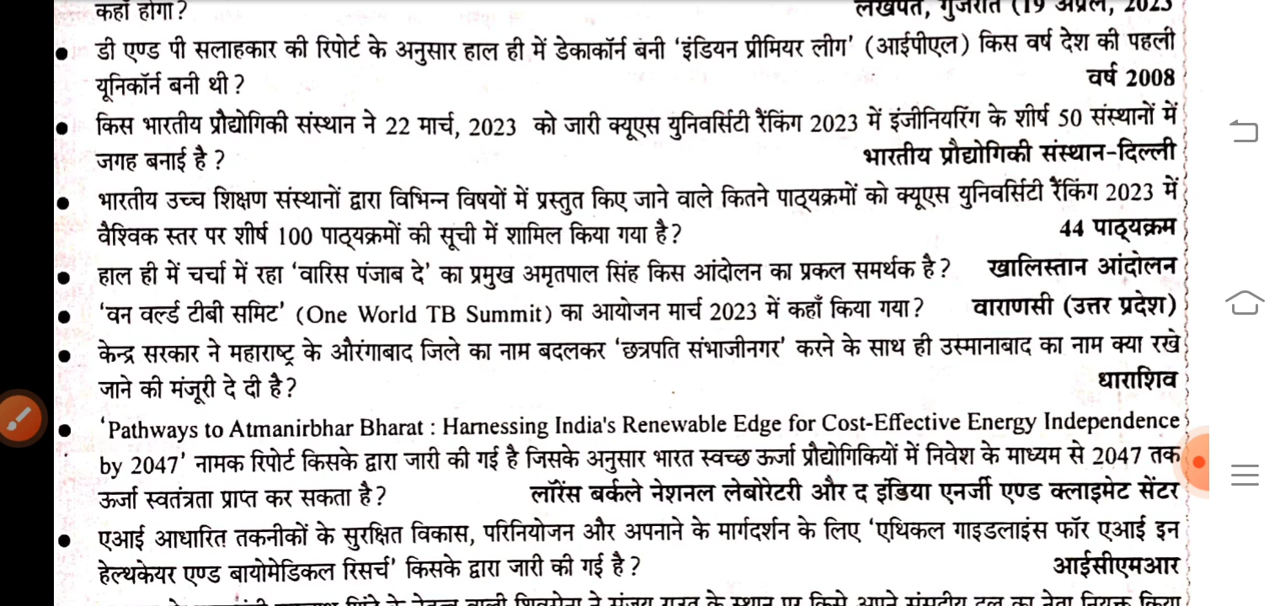 कहाँ होगा? लखपत, गुजरात (19 अप्रैल, 2023
• डी एण्ड पी सलाहकार की रिपोर्ट के अनुसार हाल ही में डेकाकॉर्न बनी ‘इंडियन प्रीमियर लीग’ (आईपीएल) किस वर्ष देश की पहली
यूनिकॉर्न बनी थी? वर्ष 2008
• किस भारतीय प्रौद्योगिकी संस्थान ने 22 मार्च, 2023 को जारी क्यूएस युनिवर्सिटी रैंकिंग 2023 में इंजीनियरिंग के शीर्ष 50 संस्थानों में
जगह बनाई है? भारतीय प्रौद्योगिकी संस्थान-दिल्ली
• भारतीय उच्च शिक्षण संस्थानों द्वारा विभिन्न विषयों में प्रस्तुत किए जाने वाले कितने पाठ्यक्रमों को क्यूएस युनिवर्सिटी रैंकिंग 2023 में
वैश्विक स्तर पर शीर्ष 100 पाठ्यक्रमों की सूची में शामिल किया गया है? 44 पाठ्यक्रम
• हाल ही में चर्चा में रहा ‘वारिस पंजाब दे’ का प्रमुख अमृतपाल सिंह किस आंदोलन का प्रकल समर्थक है? खालिस्तान आंदोलन
• ‘वन वर्ल्ड टीबी समिट’ (One World TB Summit) का आयोजन मार्च 2023 में कहाँ किया गया? वाराणसी (उत्तर प्रदेश)
• केन्द्र सरकार ने महाराष्ट्र के औरंगाबाद जिले का नाम बदलकर ‘छत्रपति संभाजीनगर’ करने के साथ ही उस्मानाबाद का नाम क्या रखे
जाने की मंजूरी दे दी है? धाराशिव
• ‘Pathways to Atmanirbhar Bharat : Harnessing India's Renewable Edge for Cost-Effective Energy Independence
by 2047’ नामक रिपोर्ट किसके द्वारा जारी की गई है जिसके अनुसार भारत स्वच्छ ऊर्जा प्रौद्योगिकियों में निवेश के माध्यम से 2047 तक
ऊर्जा स्वतंत्रता प्राप्त कर सकता है? लॉरेंस बर्कले नेशनल लेबोरेटरी और द इंडिया एनर्जी एण्ड क्लाइमेट सेंटर
• एआई आधारित तकनीकों के सुरक्षित विकास, परिनियोजन और अपनाने के मार्गदर्शन के लिए ‘एथिकल गाइडलाइंस फॉर एआई इन
हेल्थकेयर एण्ड बायोमेडिकल रिसर्च’ किसके द्वारा जारी की गई है? आईसीएमआर
के नेतृत्व वाली शिवसेना ने संजय राउत के स्थान पर किसे अपने संसदीय दल का नेता नियुक्त किया